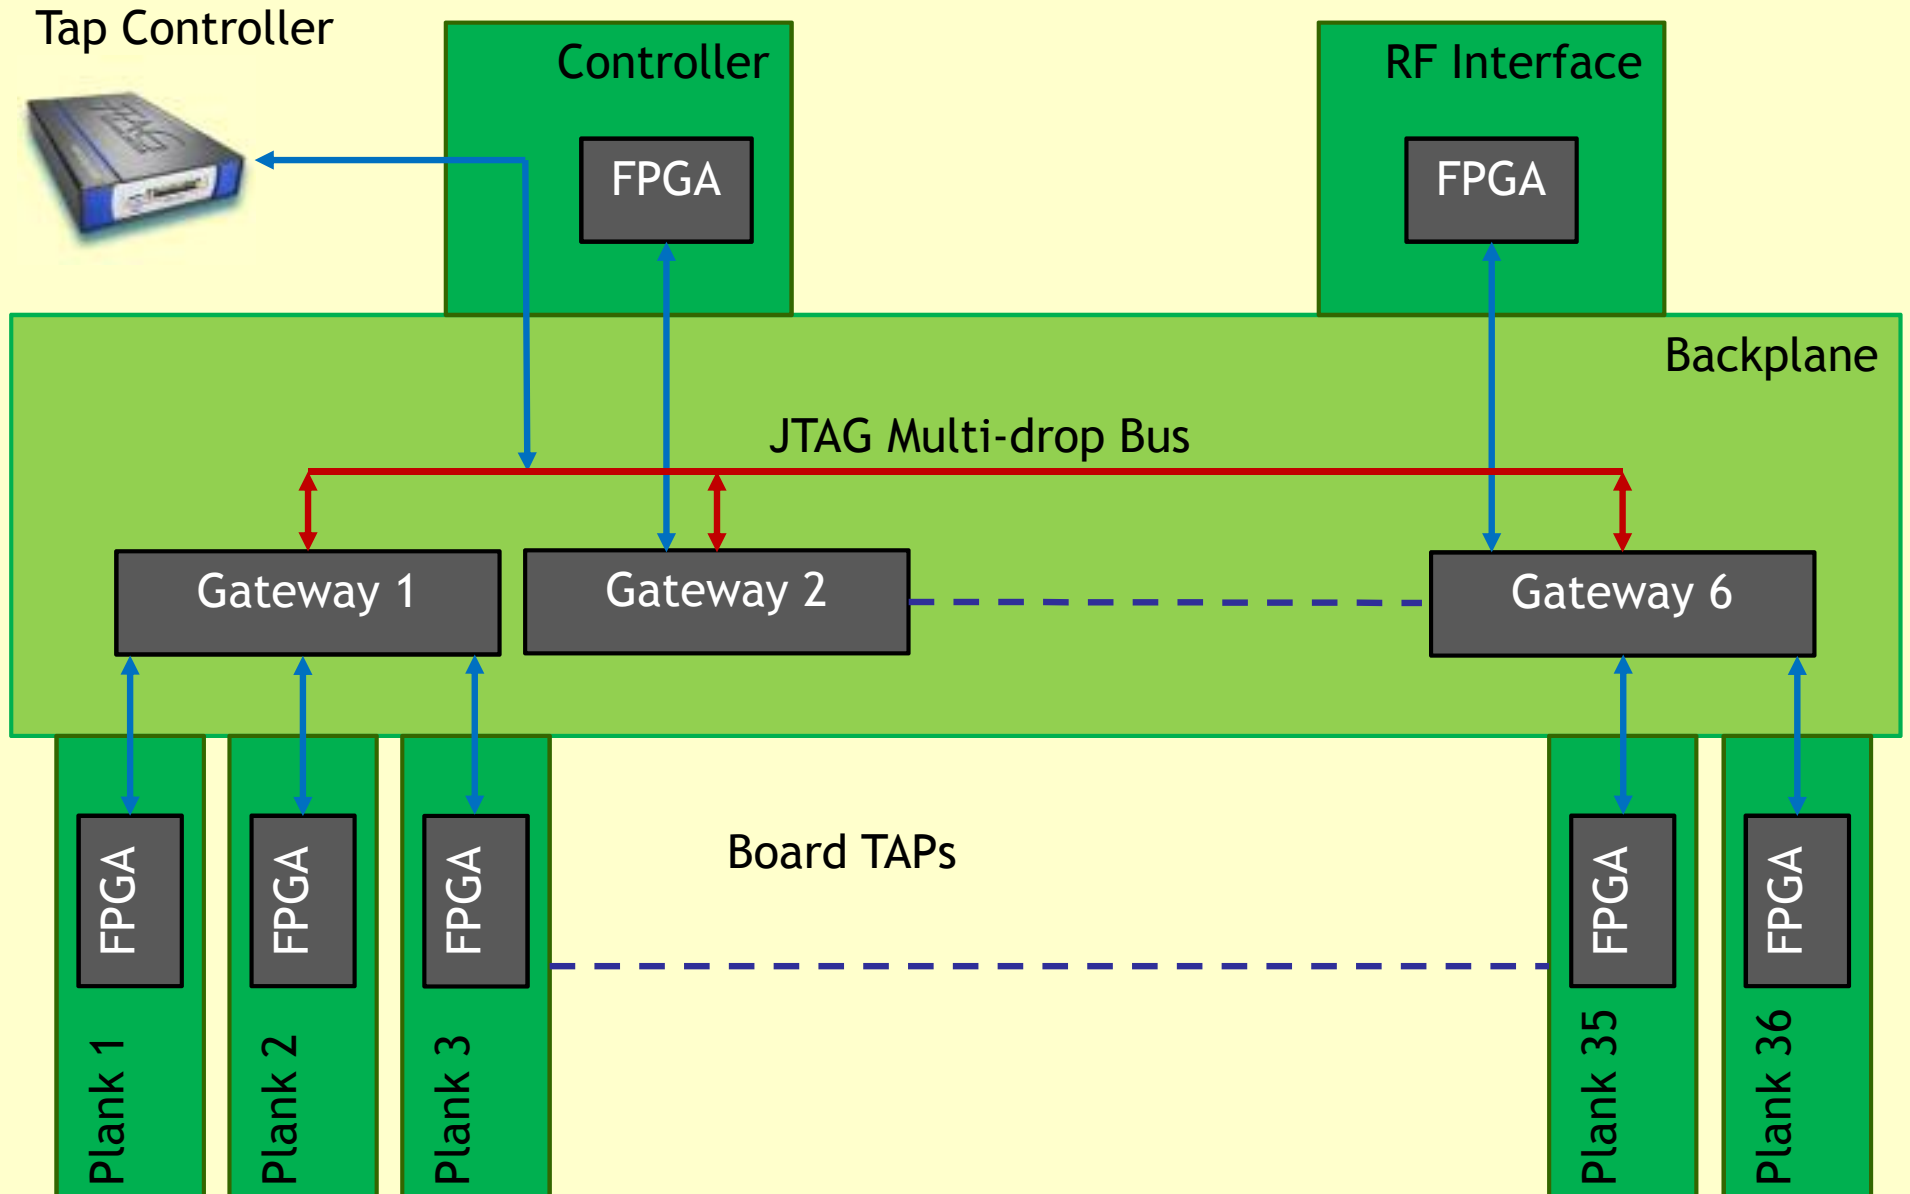 Tap Controller
Controller
RF Interface
FPGA
FPGA
Backplane
JTAG Multi-drop Bus
Gateway 1
Gateway 2
Gateway 6
FPGA
FPGA
FPGA
Board TAPs
FPGA
FPGA
Plank 1
Plank 2
Plank 3
Plank 35
Plank 36